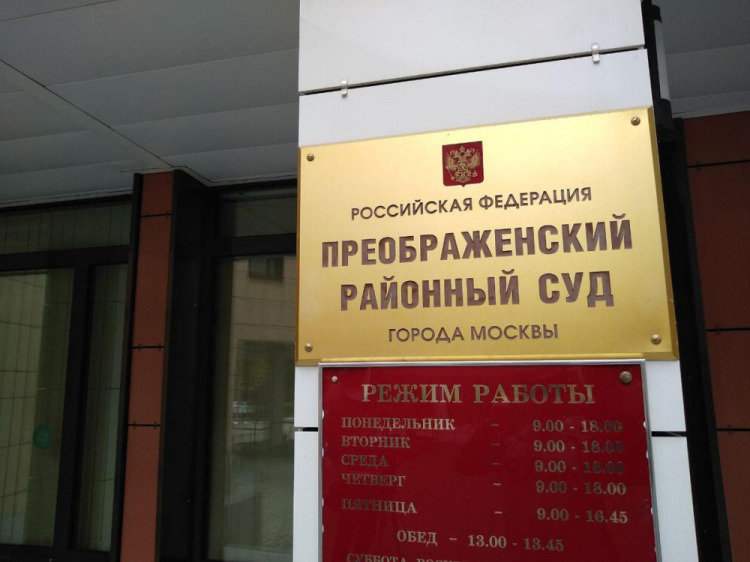 РОССИЙСКАЯ ФЕДЕРАЦИЯ
ПРЕОБРАЖЕНСКИЙ
РАЙОННЫЙ СУД
ГОРОДА МОСКВЫ
РЕЖИМ РАБОТЫ
ПОНЕДЕЛЬНИК - 9.00 - 18.00
ВТОРНИК - 9.00 - 18.00
СРЕДА - 9.00 - 18.00
ЧЕТВЕРГ - 9.00 - 18.00
ПЯТНИЦА - 9.00 - 16.45
ОБЕД - 13.00 - 13.45